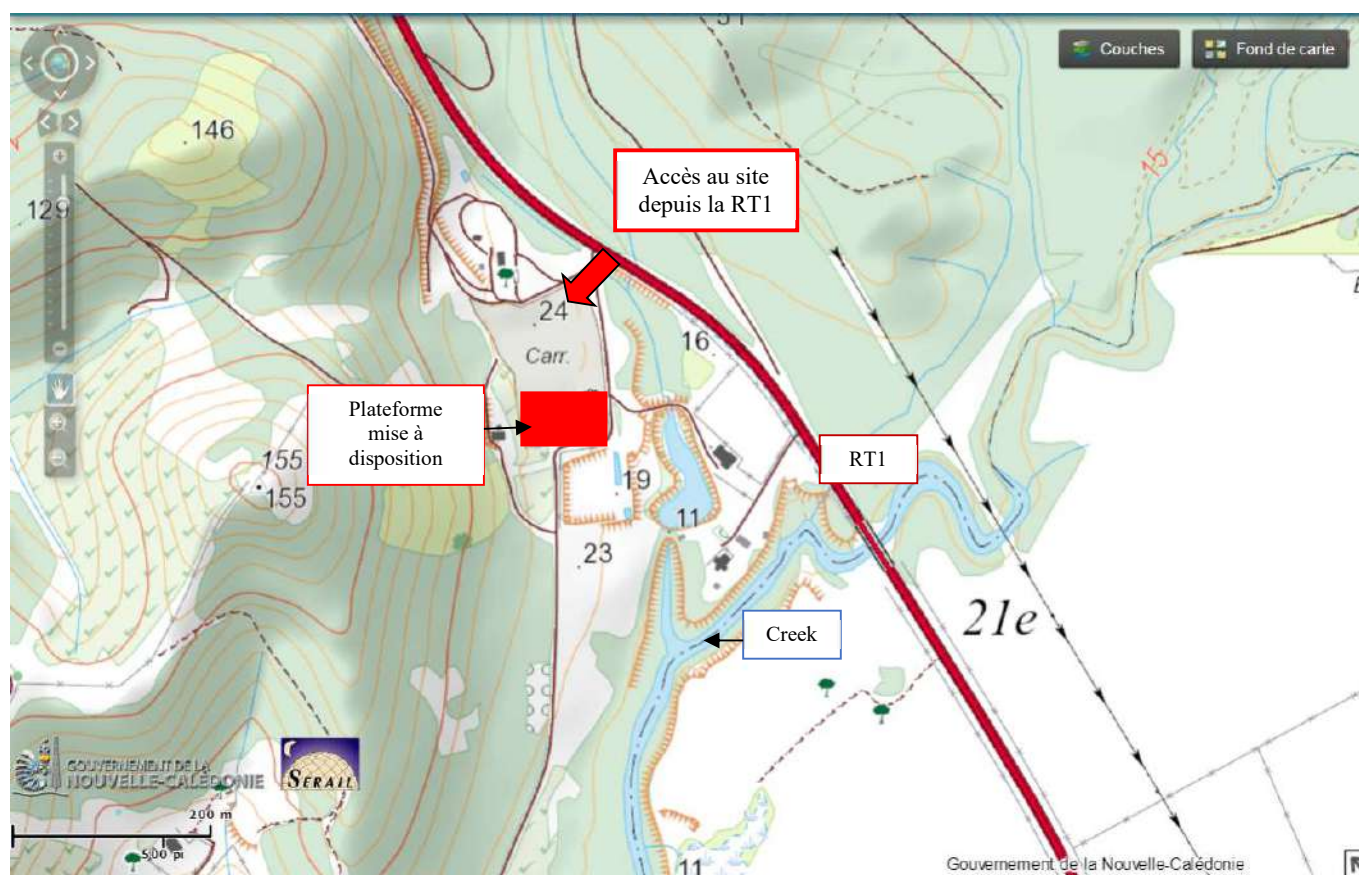 Couches
Fond de carte
146
129
Accès au site
depuis la RT1
15
24
Carr.
16
Plateforme
mise à
disposition
RT1
155
155
19
11
23
21e
Creek
GOUVERNEMENT DE LA
NOUVELLE-CALÉDONIE
SÉRAIL
200 m
500 pi
11
Gouvernement de la Nouvelle-Calédonie